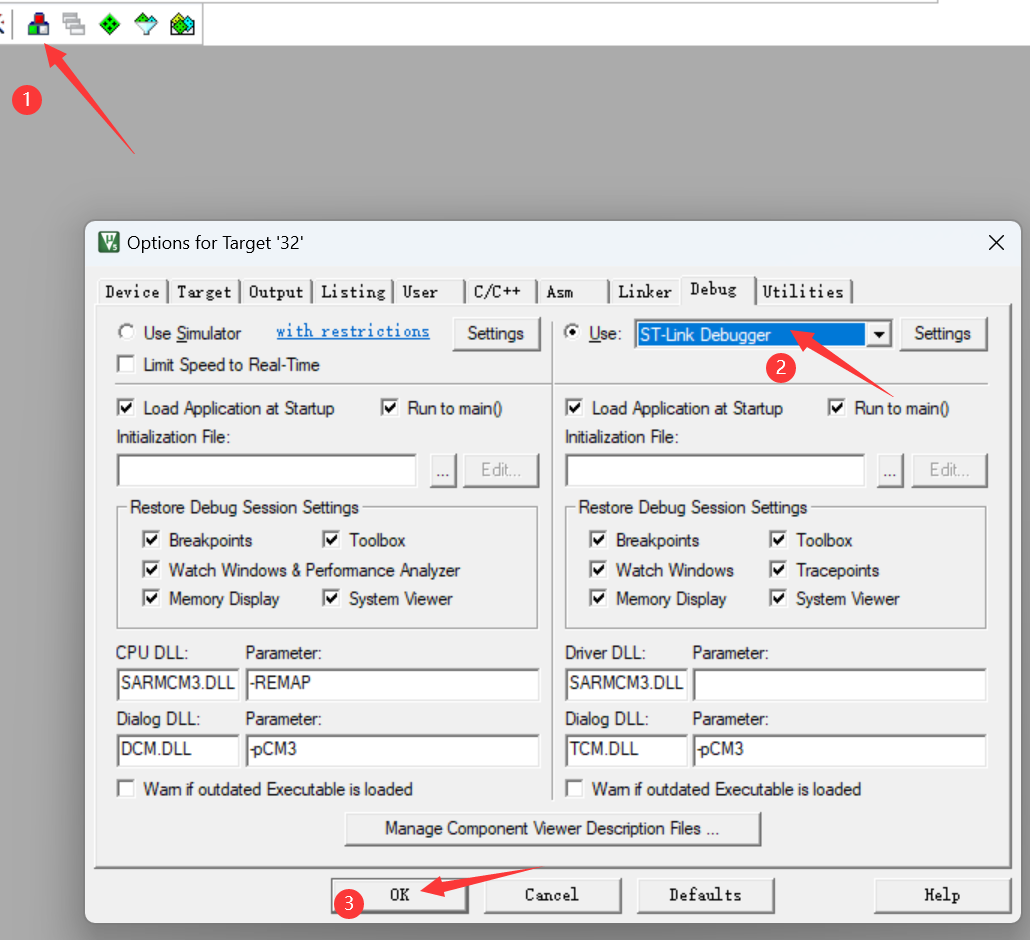 1
Options for Target '32'
Device Target Output Listing User C/C++ Asm Linker Debug Utilities
Use Simulator with restrictions Settings Use: ST-Link Debugger Settings
Limit Speed to Real-Time 2
Load Application at Startup Run to main() Load Application at Startup Run to main()
Initialization File: Initialization File:
... Edit... ... Edit...
Restore Debug Session Settings Restore Debug Session Settings
Breakpoints Toolbox Breakpoints Toolbox
Watch Windows & Performance Analyzer Watch Windows Tracepoints
Memory Display System Viewer Memory Display System Viewer
CPU DLL: Parameter: Driver DLL: Parameter:
SARMCM3.DLL -REMAP SARMCM3.DLL
Dialog DLL: Parameter: Dialog DLL: Parameter:
DCM.DLL -pCM3 TCM.DLL -pCM3
Warn if outdated Executable is loaded Warn if outdated Executable is loaded
Manage Component Viewer Description Files ...
3 OK Cancel Defaults Help